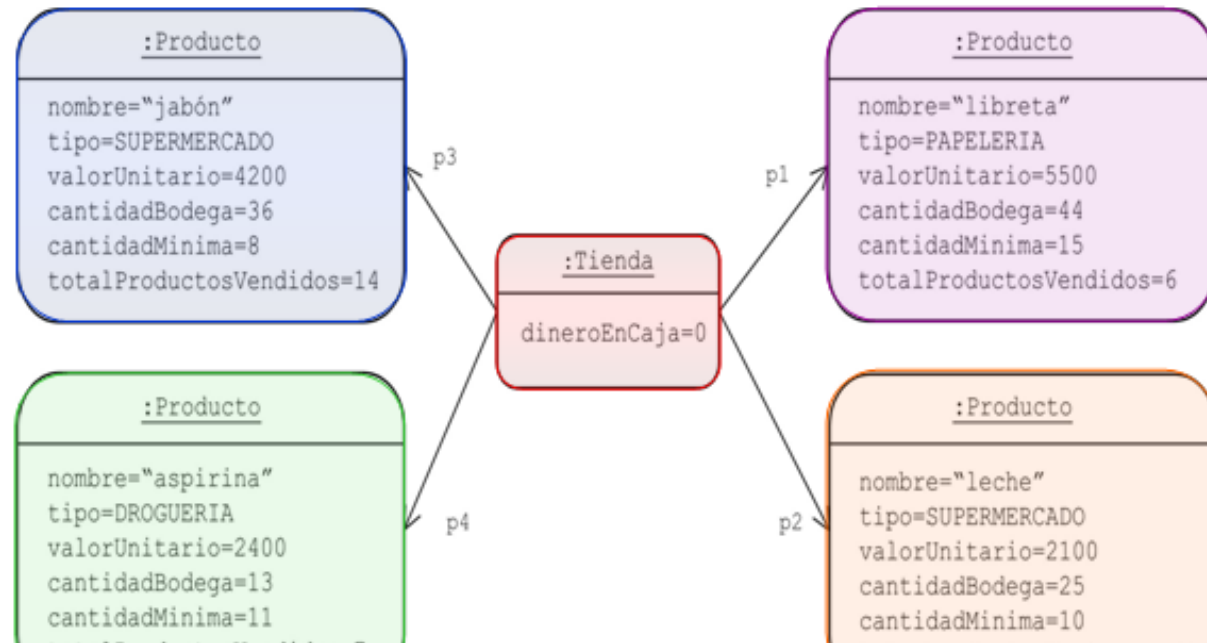 :Producto
nombre=“jabón”
tipo=SUPERMERCADO
valorUnitario=4200
cantidadBodega=36
cantidadMinima=8
totalProductosVendidos=14
p3
:Producto
nombre=“libreta”
tipo=PAPELERIA
valorUnitario=5500
cantidadBodega=44
cantidadMinima=15
totalProductosVendidos=6
p1
:Tienda
dineroEnCaja=0
:Producto
nombre=“aspirina”
tipo=DROGUERIA
valorUnitario=2400
cantidadBodega=13
cantidadMinima=11
p4
:Producto
nombre=“leche”
tipo=SUPERMERCADO
valorUnitario=2100
cantidadBodega=25
cantidadMinima=10
p2